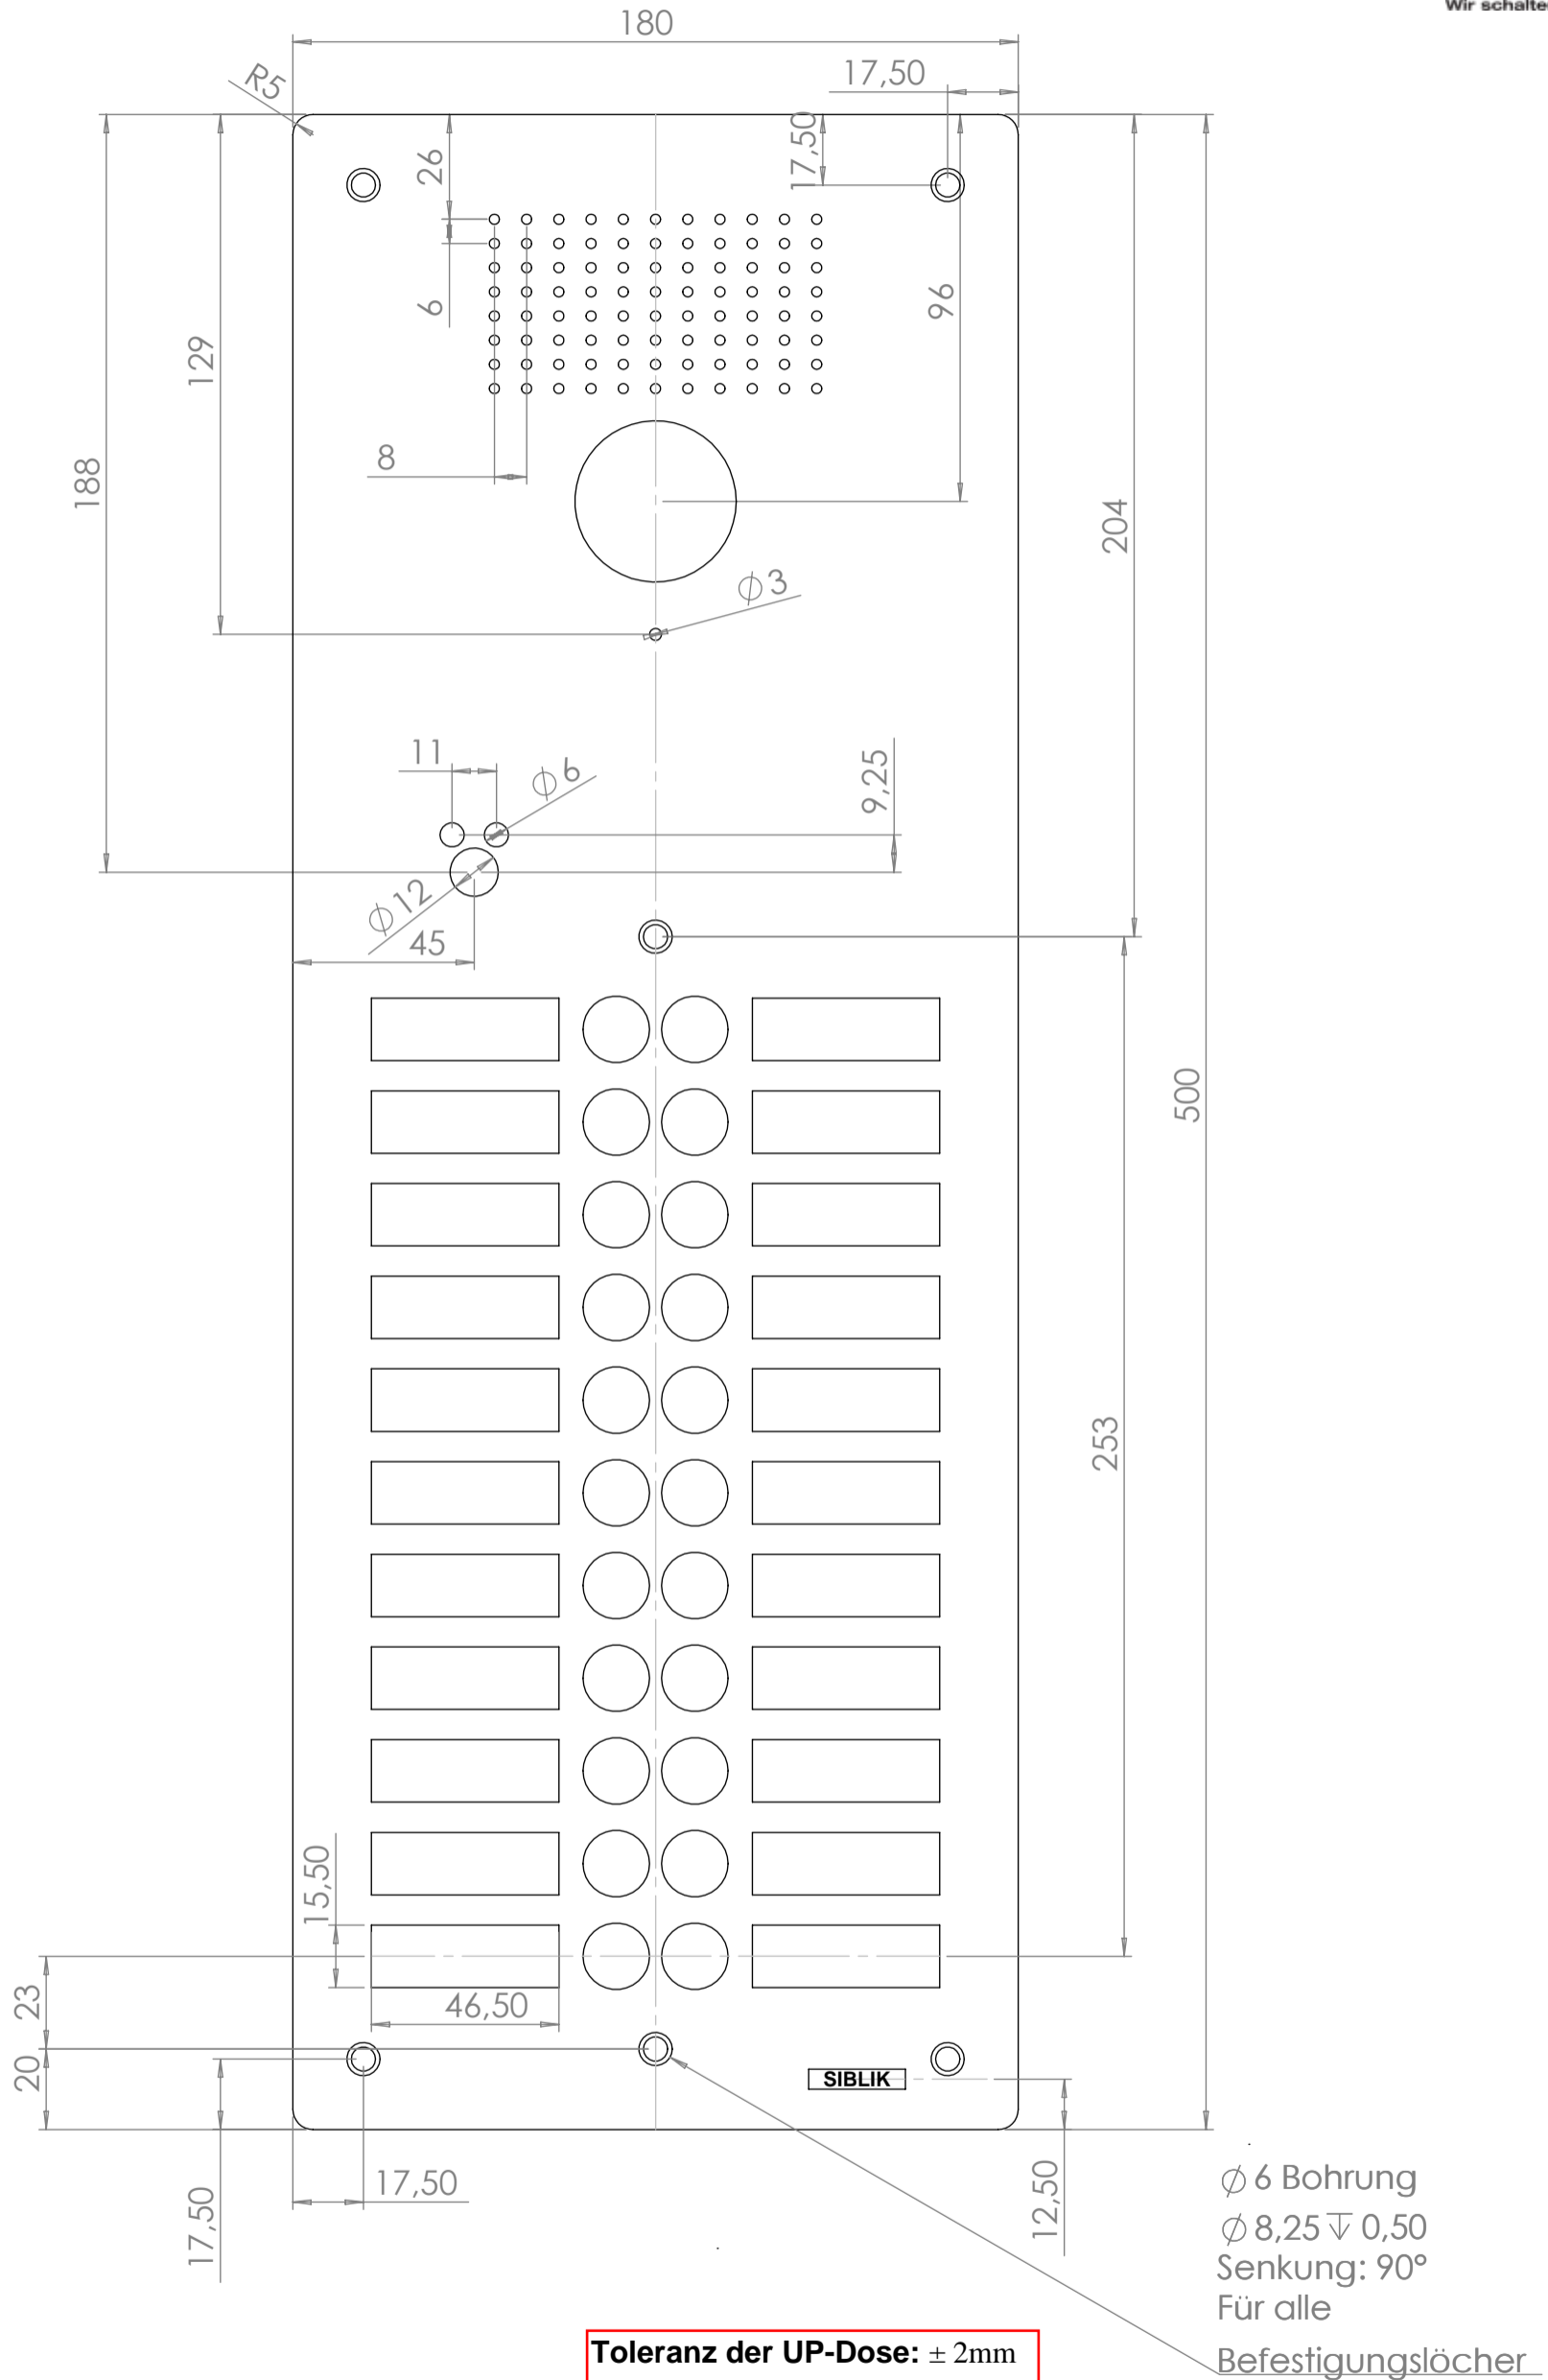 Wir schalte
180
17,50
R5
26
17,50
6
96
129
188
8
204
⌀3
11
⌀6
9,25
⌀12
45
500
253
15,50
46,50
23
20
SIBLIK
17,50
17,50
12,50
⌀ 6 Bohrung
⌀ 8,25 ↧ 0,50
Senkung: 90°
Für alle
Befestigungslöcher
Toleranz der UP-Dose: ± 2mm